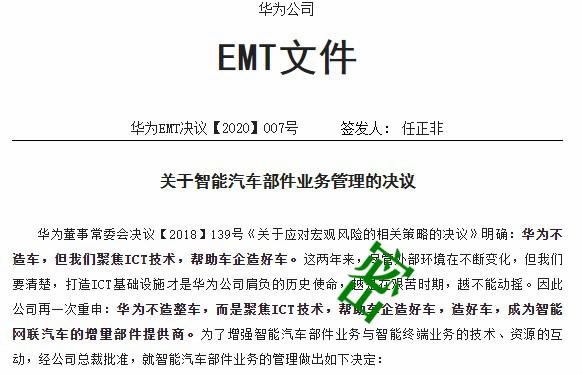 华为公司
EMT文件
华为EMT决议【2020】007号 签发人： 任正非
关于智能汽车部件业务管理的决议
华为董事常委会决议【2018】139号《关于应对宏观风险的相关策略的决议》明确：华为不
造车，但我们聚焦ICT技术，帮助车企造好车。这两年来，尽管外部环境在不断变化，但我们
要清楚，打造ICT基础设施才是华为公司肩负的历史使命，越是在艰苦时期，越不能动摇。因此
公司再一次重申：华为不造整车，而是聚焦ICT技术，帮助车企造好车，造好车，成为智能
网联汽车的增量部件提供商。为了增强智能汽车部件业务与智能终端业务的技术、资源的互
动，经公司总裁批准，就智能汽车部件业务的管理做出如下决定：
密